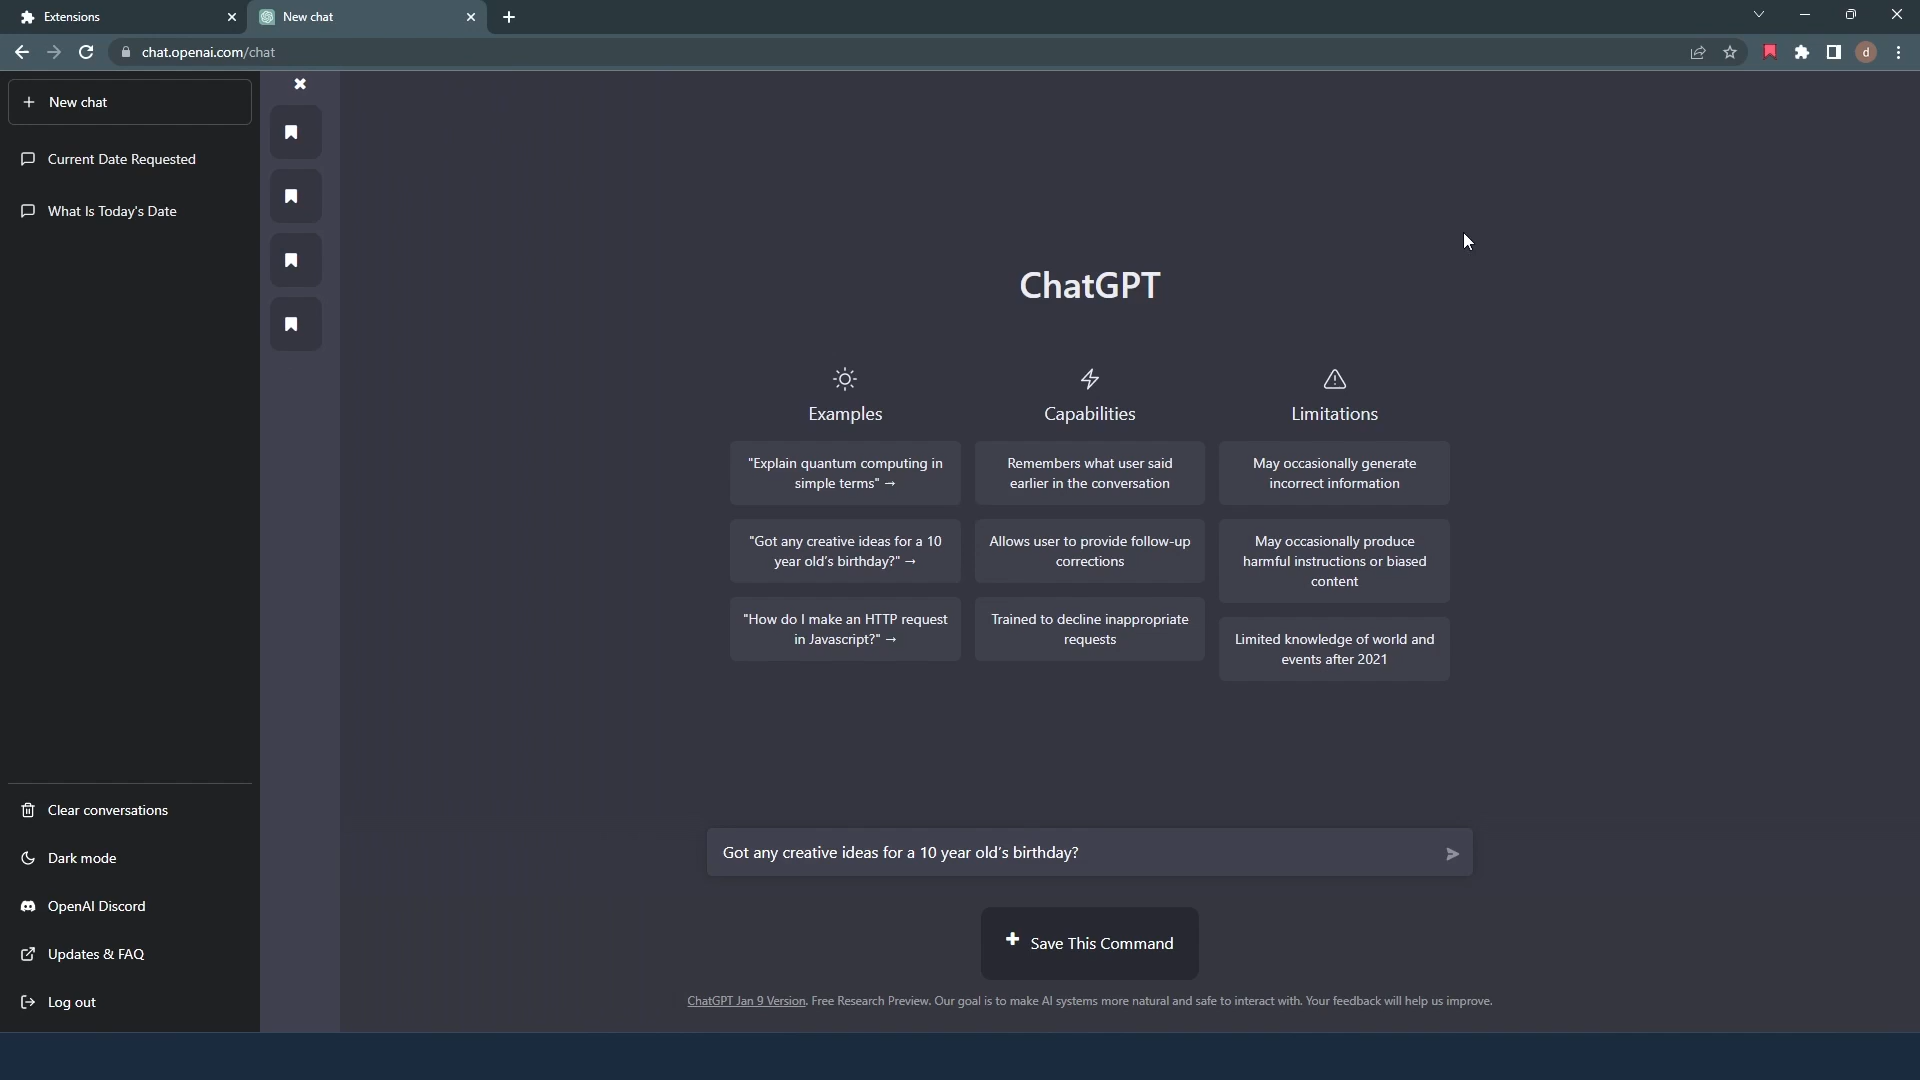 Extensions
New chat
chat.openai.com/chat
d
New chat
Current Date Requested
What Is Today's Date
Clear conversations
Dark mode
OpenAI Discord
Updates & FAQ
Log out
ChatGPT
Examples
"Explain quantum computing in
simple terms" →
"Got any creative ideas for a 10
year old's birthday?" →
"How do I make an HTTP request
in Javascript?" →
Capabilities
Remembers what user said
earlier in the conversation
Allows user to provide follow-up
corrections
Trained to decline inappropriate
requests
Limitations
May occasionally generate
incorrect information
May occasionally produce
harmful instructions or biased
content
Limited knowledge of world and
events after 2021
Got any creative ideas for a 10 year old's birthday?
Save This Command
ChatGPT Jan 9 Version. Free Research Preview. Our goal is to make AI systems more natural and safe to interact with. Your feedback will help us improve.